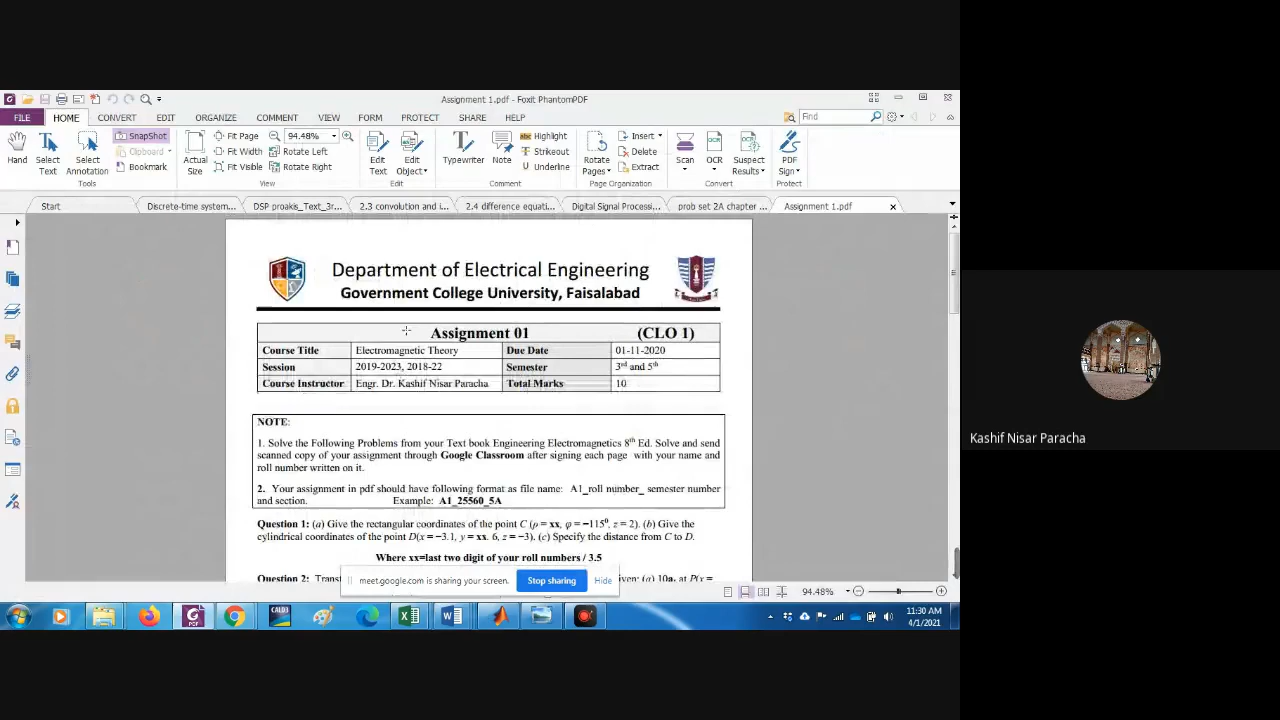 Assignment 1.pdf - Foxit PhantomPDF
FILE HOME CONVERT EDIT ORGANIZE COMMENT VIEW FORM PROTECT SHARE HELP Find
SnapShot Fit Page 94.48% Highlight Insert
Clipboard Fit Width Rotate Left Strikeout Delete
Hand Select Text Select Annotation Bookmark Actual Size Fit Visible Rotate Right Edit Text Edit Object Typewriter Note Underline Rotate Pages Extract Scan OCR Suspect Results PDF Sign
Tools View Edit Comment Page Organization Convert Protect
Start Discrete-time system... DSP proakis_Text_3r... 2.3 convolution and i... 2.4 difference equati... Digital Signal Processi... prob set 2A chapter ... Assignment 1.pdf
Department of Electrical Engineering
Government College University, Faisalabad
Assignment 01 (CLO 1)
Course Title Electromagnetic Theory Due Date 01-11-2020
Session 2019-2023, 2018-22 Semester 3rd and 5th
Course Instructor Engr. Dr. Kashif Nisar Paracha Total Marks 10
NOTE:
1. Solve the Following Problems from your Text book Engineering Electromagnetics 8th Ed. Solve and send
scanned copy of your assignment through Google Classroom after signing each page with your name and
roll number written on it.
2. Your assignment in pdf should have following format as file name: A1_roll number_ semester number
and section. Example: A1_25560_5A
Question 1: (a) Give the rectangular coordinates of the point C (ρ = xx, φ = −115⁰, z = 2). (b) Give the
cylindrical coordinates of the point D(x = −3.1, y = xx. 6, z = −3). (c) Specify the distance from C to D.
Where xx=last two digit of your roll numbers / 3.5
Question 2:
meet.google.com is sharing your screen. Stop sharing Hide
94.48%
CALD3
11:30 AM
4/1/2021
Kashif Nisar Paracha